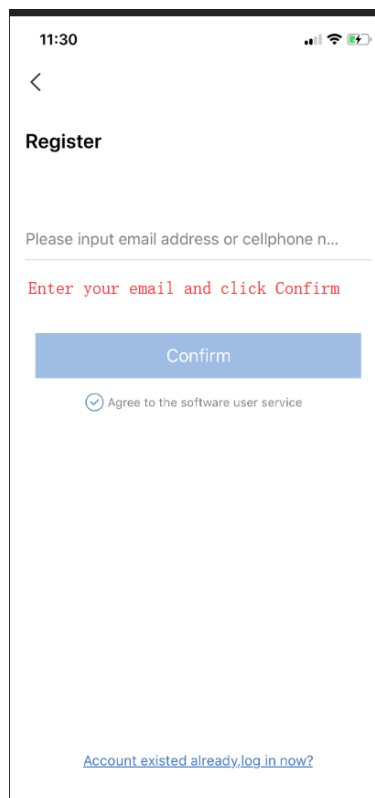 11:30
Register
Please input email address or cellphone n...
Enter your email and click Confirm
Confirm
Agree to the software user service
Account existed already,log in now?